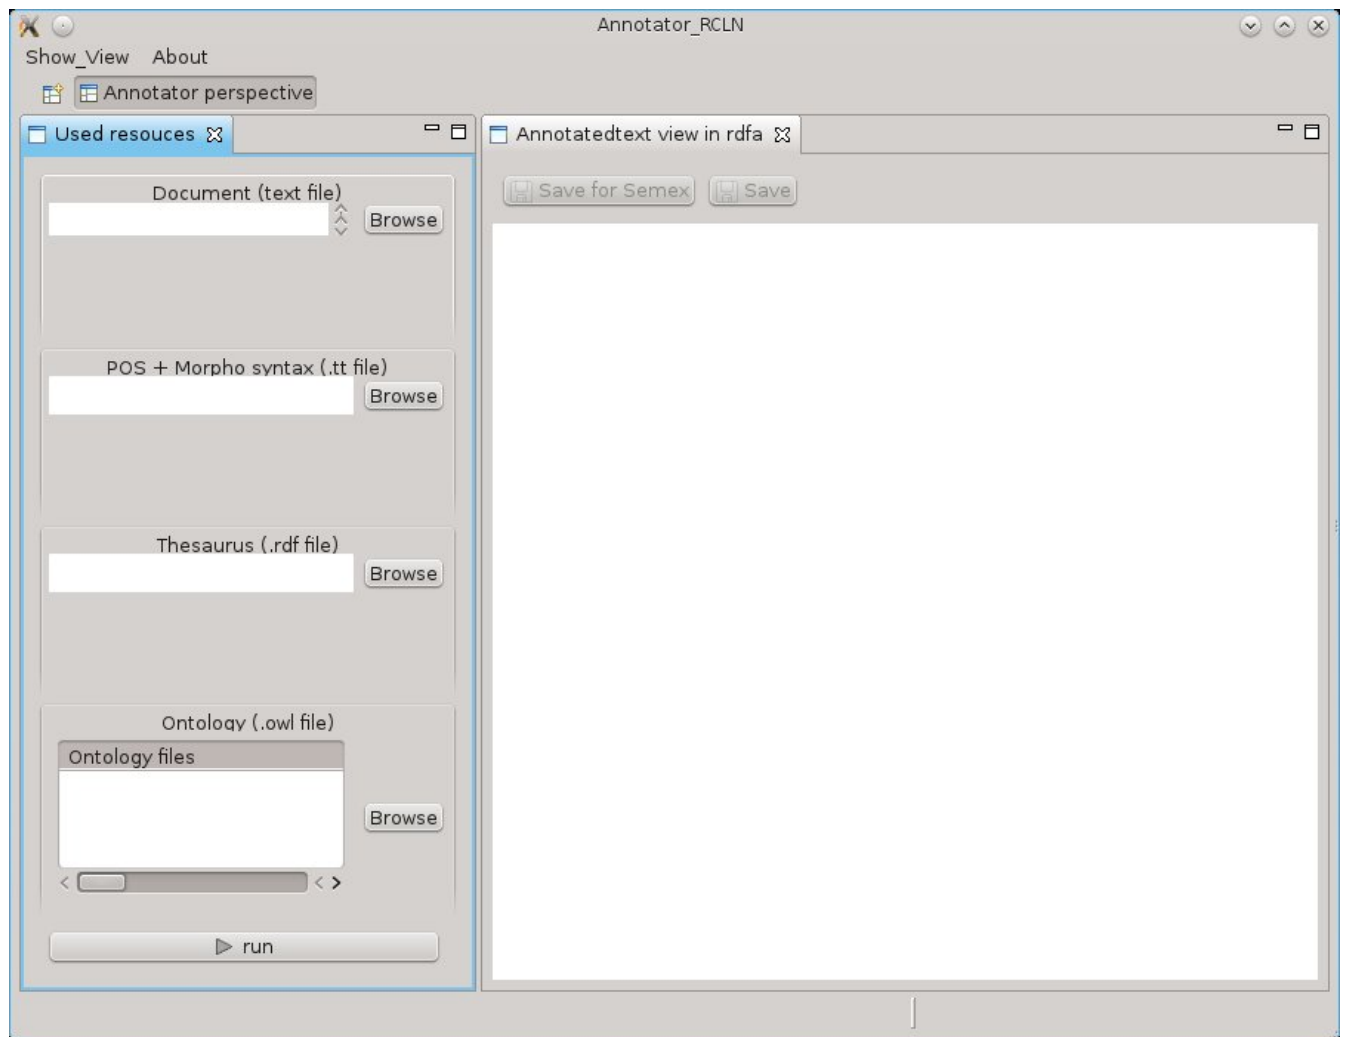 Annotator_RCLN
Show_View About
Annotator perspective
Used resouces
Document (text file)
Browse
POS + Morpho syntax (.tt file)
Browse
Thesaurus (.rdf file)
Browse
Ontology (.owl file)
Ontology files
Browse
run
Annotatedtext view in rdfa
Save for Semex Save